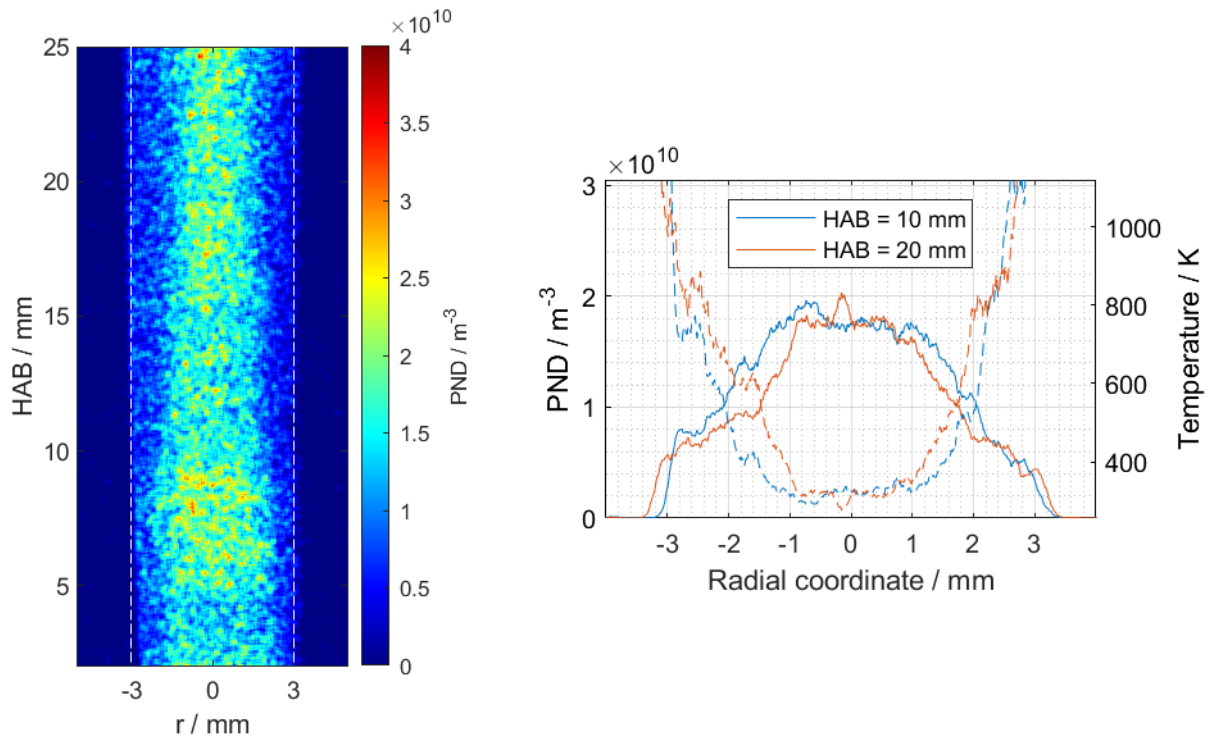 ×10^10
25
20
15
10
5
HAB / mm
-3 0 3
r / mm
4
3.5
3
2.5
2
1.5
1
0.5
0
PND / m^-3
×10^10
3
2
1
0
PND / m^-3
HAB = 10 mm
HAB = 20 mm
1000
800
600
400
Temperature / K
-3 -2 -1 0 1 2 3
Radial coordinate / mm